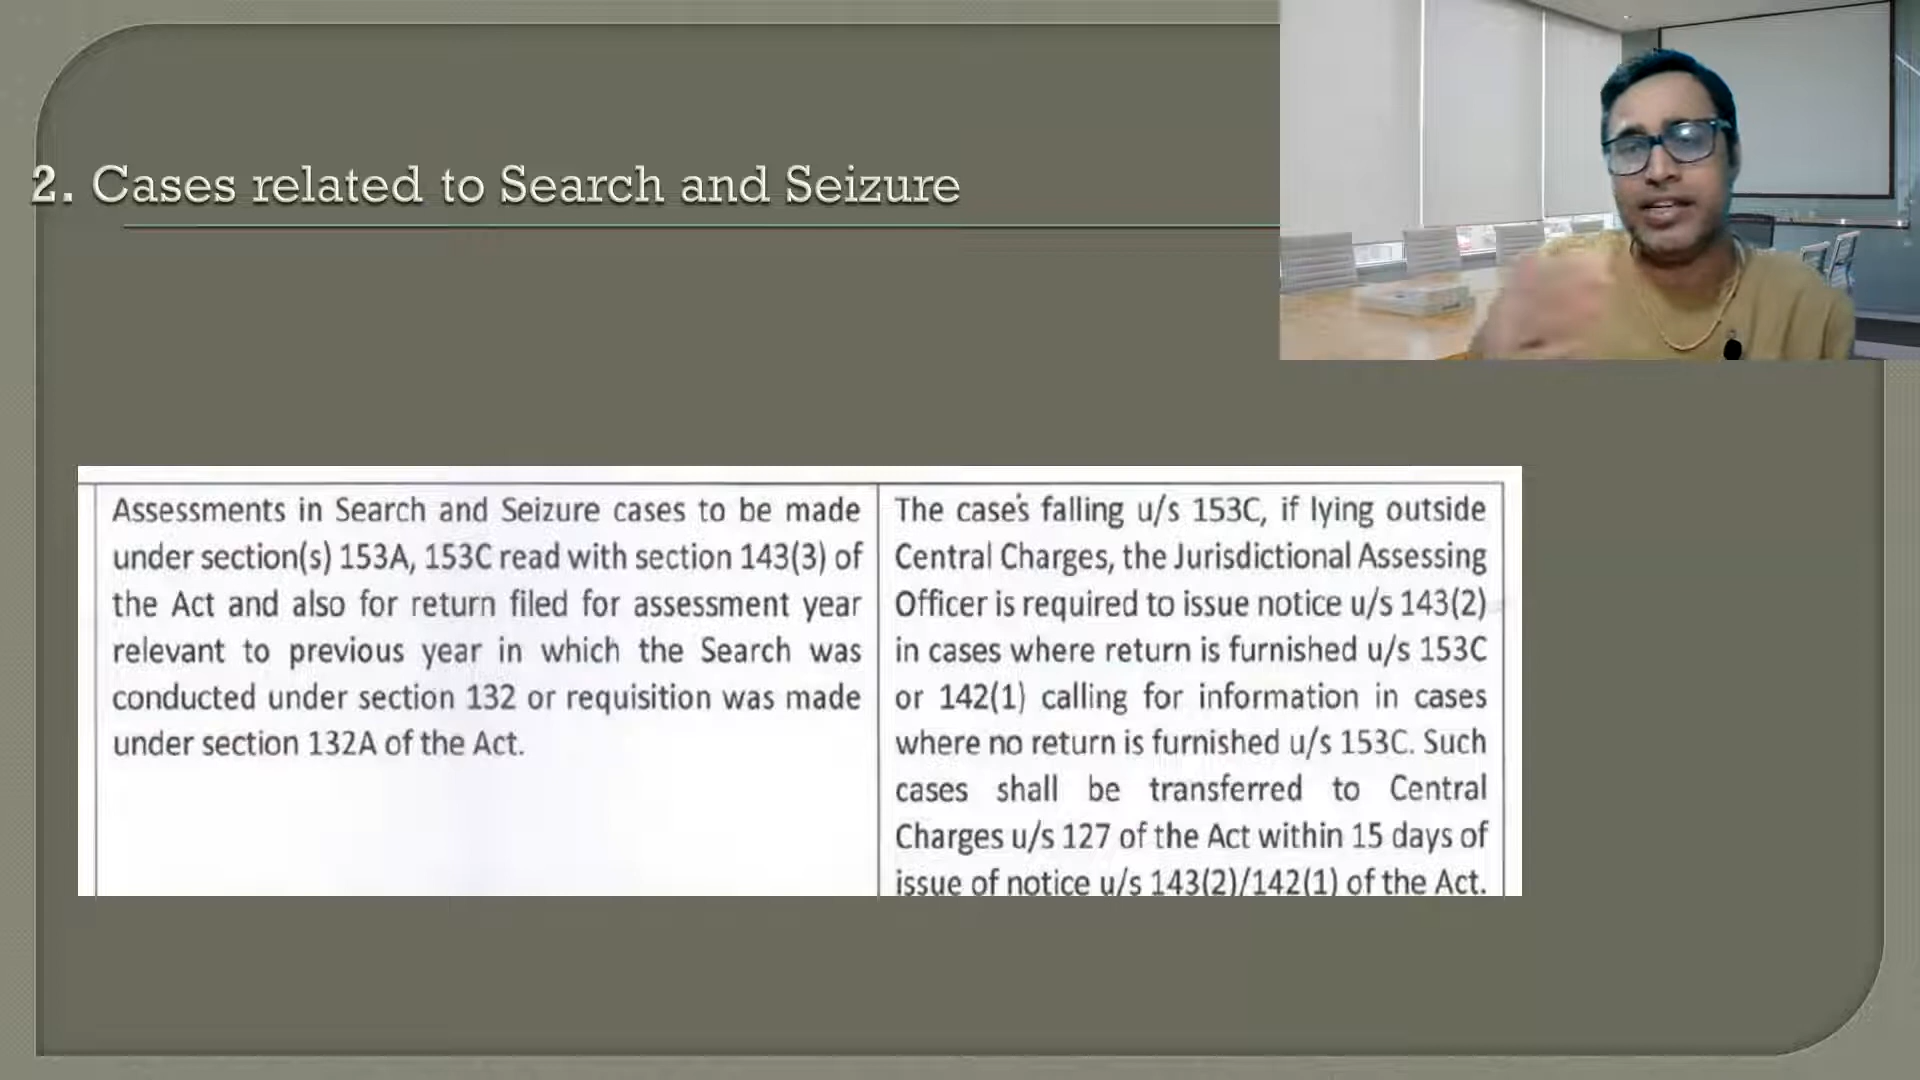 2. Cases related to Search and Seizure
Assessments in Search and Seizure cases to be made
under section(s) 153A, 153C read with section 143(3) of
the Act and also for return filed for assessment year
relevant to previous year in which the Search was
conducted under section 132 or requisition was made
under section 132A of the Act.
The cases falling u/s 153C, if lying outside
Central Charges, the Jurisdictional Assessing
Officer is required to issue notice u/s 143(2)
in cases where return is furnished u/s 153C
or 142(1) calling for information in cases
where no return is furnished u/s 153C. Such
cases shall be transferred to Central
Charges u/s 127 of the Act within 15 days of
issue of notice u/s 143(2)/142(1) of the Act.